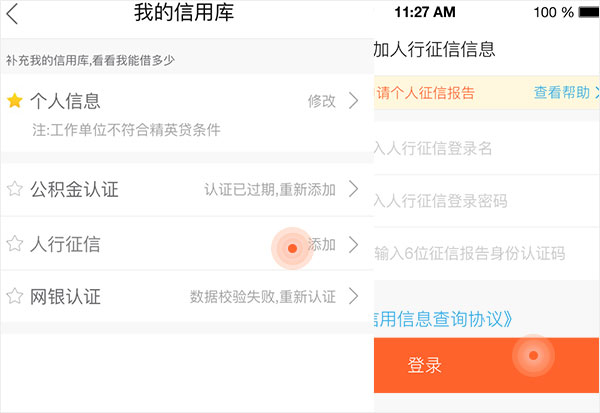 我的信用库
补充我的信用库,看看我能借多少
个人信息
修改
注:工作单位不符合精英贷条件
公积金认证
认证已过期,重新添加
人行征信
添加
网银认证
数据校验失败,重新认证
11:27 AM
100 %
加人行征信信息
请个人征信报告
查看帮助
入人行征信登录名
入人行征信登录密码
输入6位征信报告身份认证码
信用信息查询协议》
登录